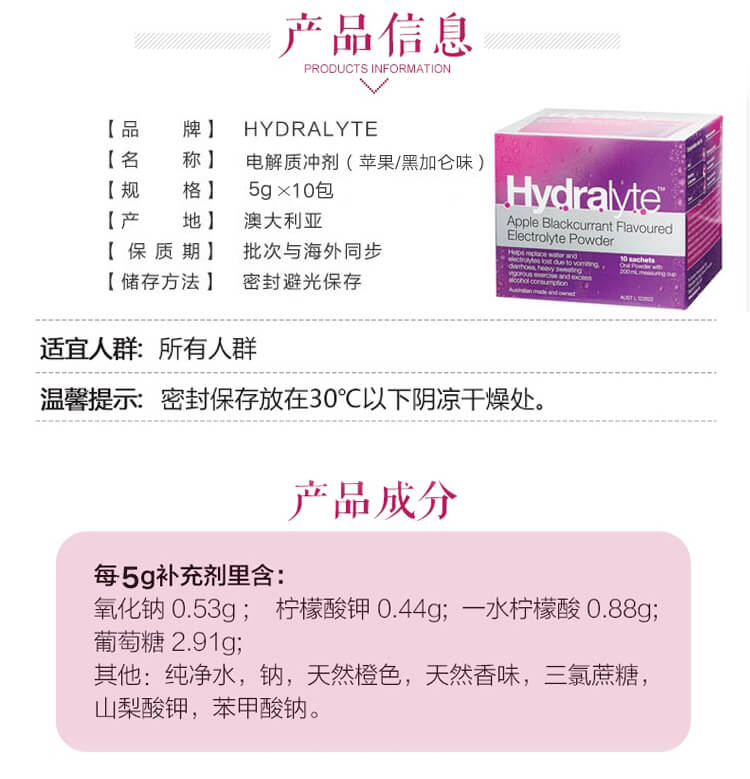 产品信息
PRODUCTS INFORMATION
【品 牌】 HYDRALYTE
【名 称】 电解质冲剂(苹果/黑加仑味)
【规 格】 5g×10包
【产 地】 澳大利亚
【保质期】 批次与海外同步
【储存方法】 密封避光保存
Hydralyte™
Apple Blackcurrant Flavoured
Electrolyte Powder
Helps replace water and
electrolytes lost due to vomiting,
diarrhoea, heavy sweating
vigorous exercise and excess
alcohol consumption
Australian made and owned
10 sachets
Oral Powder with
200 mL measuring cup
适宜人群: 所有人群
温馨提示: 密封保存放在30℃以下阴凉干燥处。
产品成分
每5g补充剂里含:
氧化钠 0.53g; 柠檬酸钾 0.44g; 一水柠檬酸 0.88g;
葡萄糖 2.91g;
其他:纯净水,钠,天然橙色,天然香味,三氯蔗糖,
山梨酸钾,苯甲酸钠。